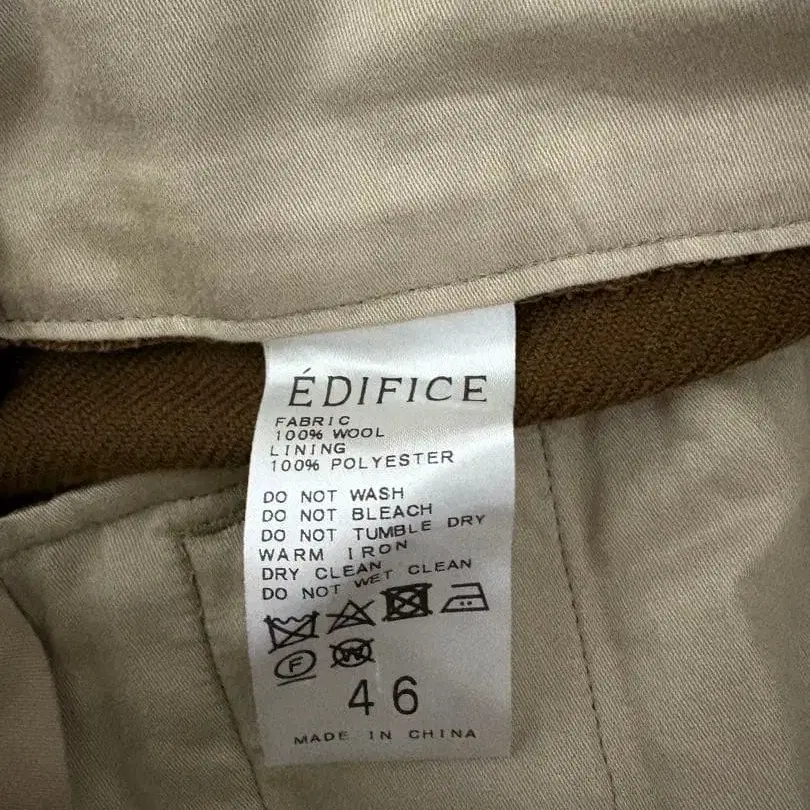 ÉDIFICE
FABRIC
100% WOOL
LINING
100% POLYESTER
DO NOT WASH
DO NOT BLEACH
DO NOT TUMBLE DRY
WARM IRON
DRY CLEAN
DO NOT WET CLEAN
F
W
46
MADE IN CHINA